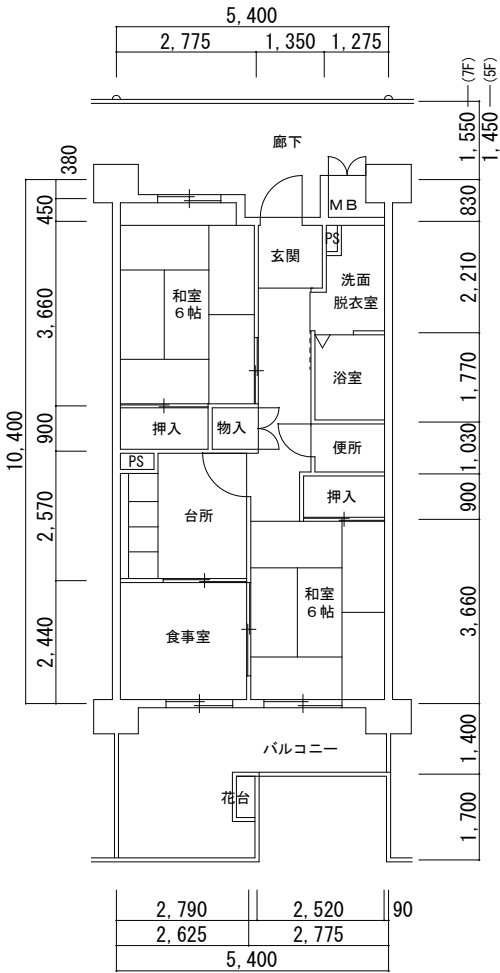 5,400
2,775 1,350 1,275
(7F)
(5F)
1,550
1,450
廊下
380
MB
830
450
玄関
PS
洗面
脱衣室
2,210
和室
6帖
3,660
浴室
1,770
押入
物入
900
便所
1,030
10,400
PS
押入
900
台所
2,570
和室
6帖
3,660
食事室
2,440
バルコニー
1,400
花台
1,700
2,790 2,520 90
2,625 2,775
5,400